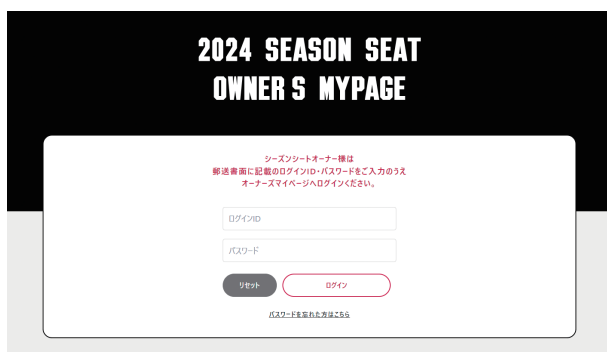 2024 SEASON SEAT
OWNER S MYPAGE
シーズンシートオーナー様は
郵送書面に記載のログインID・パスワードをご入力のうえ
オーナーズマイページへログインください。
ログインID
パスワード
リセット ログイン
パスワードを忘れた方はこちら